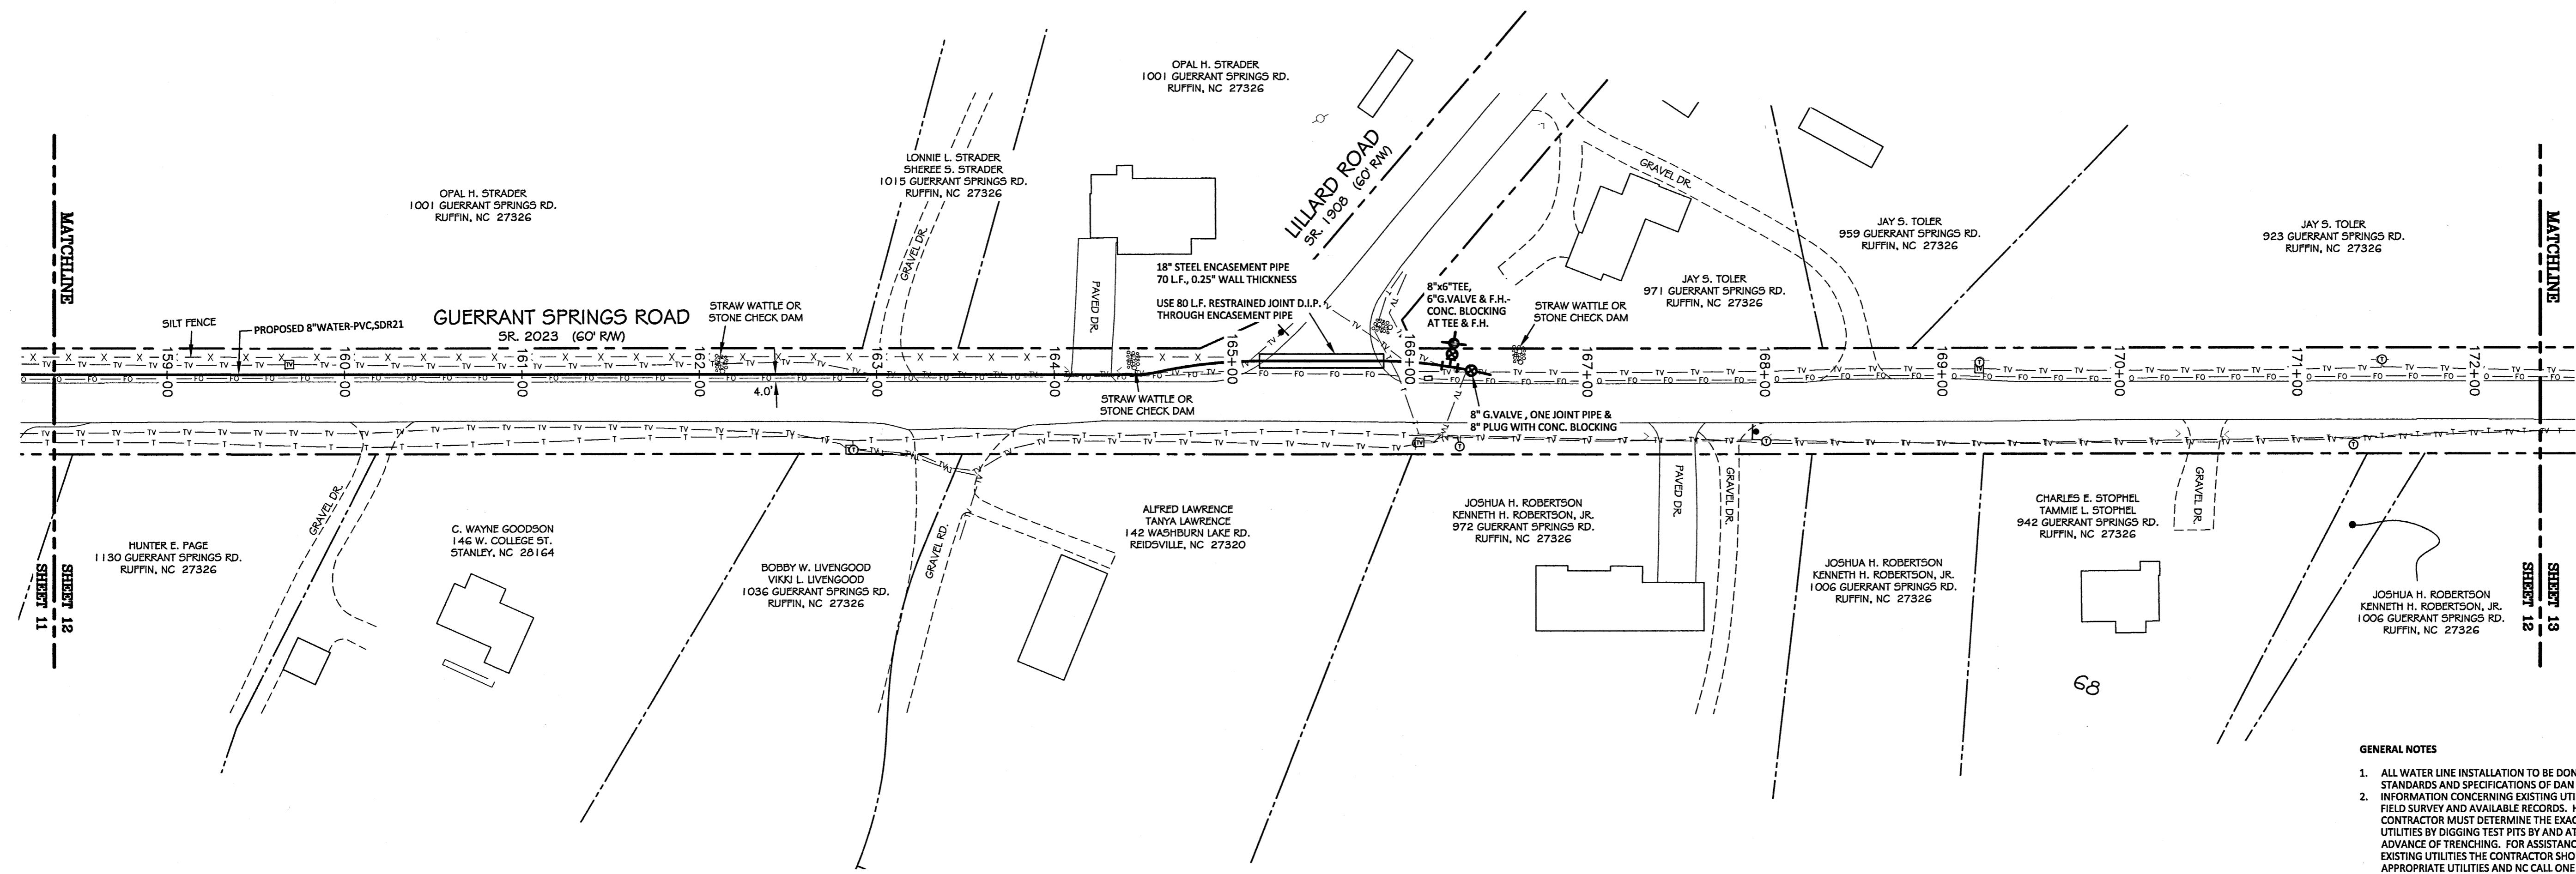 OPAL H. STRADER
1001 GUERRANT SPRINGS RD.
RUFFIN, NC 27326
LONNIE L. STRADER
SHEREE S. STRADER
1015 GUERRANT SPRINGS RD.
RUFFIN, NC 27326
OPAL H. STRADER
1001 GUERRANT SPRINGS RD.
RUFFIN, NC 27326
LILLARD ROAD
SR. 1908 (60' R/W)
GRAVEL DR.
JAY S. TOLER
959 GUERRANT SPRINGS RD.
RUFFIN, NC 27326
JAY S. TOLER
923 GUERRANT SPRINGS RD.
RUFFIN, NC 27326
JAY S. TOLER
971 GUERRANT SPRINGS RD.
RUFFIN, NC 27326
MATCHLINE
MATCHLINE
GRAVEL DR.
PAVED DR.
18" STEEL ENCASEMENT PIPE
70 L.F., 0.25" WALL THICKNESS
USE 80 L.F. RESTRAINED JOINT D.I.P.
THROUGH ENCASEMENT PIPE
8"x6"TEE,
6"G.VALVE & F.H.-
CONC. BLOCKING
AT TEE & F.H.
STRAW WATTLE OR
STONE CHECK DAM
STRAW WATTLE OR
STONE CHECK DAM
SILT FENCE
PROPOSED 8"WATER-PVC,SDR21
GUERRANT SPRINGS ROAD
SR. 2023 (60' R/W)
159+00
160+00
161+00
162+00
163+00
164+00
165+00
166+00
167+00
168+00
169+00
170+00
171+00
172+00
4.0'
STRAW WATTLE OR
STONE CHECK DAM
8" G.VALVE , ONE JOINT PIPE &
8" PLUG WITH CONC. BLOCKING
HUNTER E. PAGE
1130 GUERRANT SPRINGS RD.
RUFFIN, NC 27326
GRAVEL DR.
C. WAYNE GOODSON
146 W. COLLEGE ST.
STANLEY, NC 28164
BOBBY W. LIVENGOOD
VIKKI L. LIVENGOOD
1036 GUERRANT SPRINGS RD.
RUFFIN, NC 27326
GRAVEL RD.
ALFRED LAWRENCE
TANYA LAWRENCE
142 WASHBURN LAKE RD.
REIDSVILLE, NC 27320
JOSHUA H. ROBERTSON
KENNETH H. ROBERTSON, JR.
972 GUERRANT SPRINGS RD.
RUFFIN, NC 27326
PAVED DR.
GRAVEL DR.
JOSHUA H. ROBERTSON
KENNETH H. ROBERTSON, JR.
1006 GUERRANT SPRINGS RD.
RUFFIN, NC 27326
CHARLES E. STOPHEL
TAMMIE L. STOPHEL
942 GUERRANT SPRINGS RD.
RUFFIN, NC 27326
GRAVEL DR.
JOSHUA H. ROBERTSON
KENNETH H. ROBERTSON, JR.
1006 GUERRANT SPRINGS RD.
RUFFIN, NC 27326
SHEET 12
SHEET 11
SHEET 13
SHEET 12
68
GENERAL NOTES
1. ALL WATER LINE INSTALLATION TO BE DON
STANDARDS AND SPECIFICATIONS OF DAN
2. INFORMATION CONCERNING EXISTING UTI
FIELD SURVEY AND AVAILABLE RECORDS. H
CONTRACTOR MUST DETERMINE THE EXAC
UTILITIES BY DIGGING TEST PITS BY AND AT
ADVANCE OF TRENCHING. FOR ASSISTANC
EXISTING UTILITIES THE CONTRACTOR SHO
APPROPRIATE UTILITIES AND NC CALL ONE